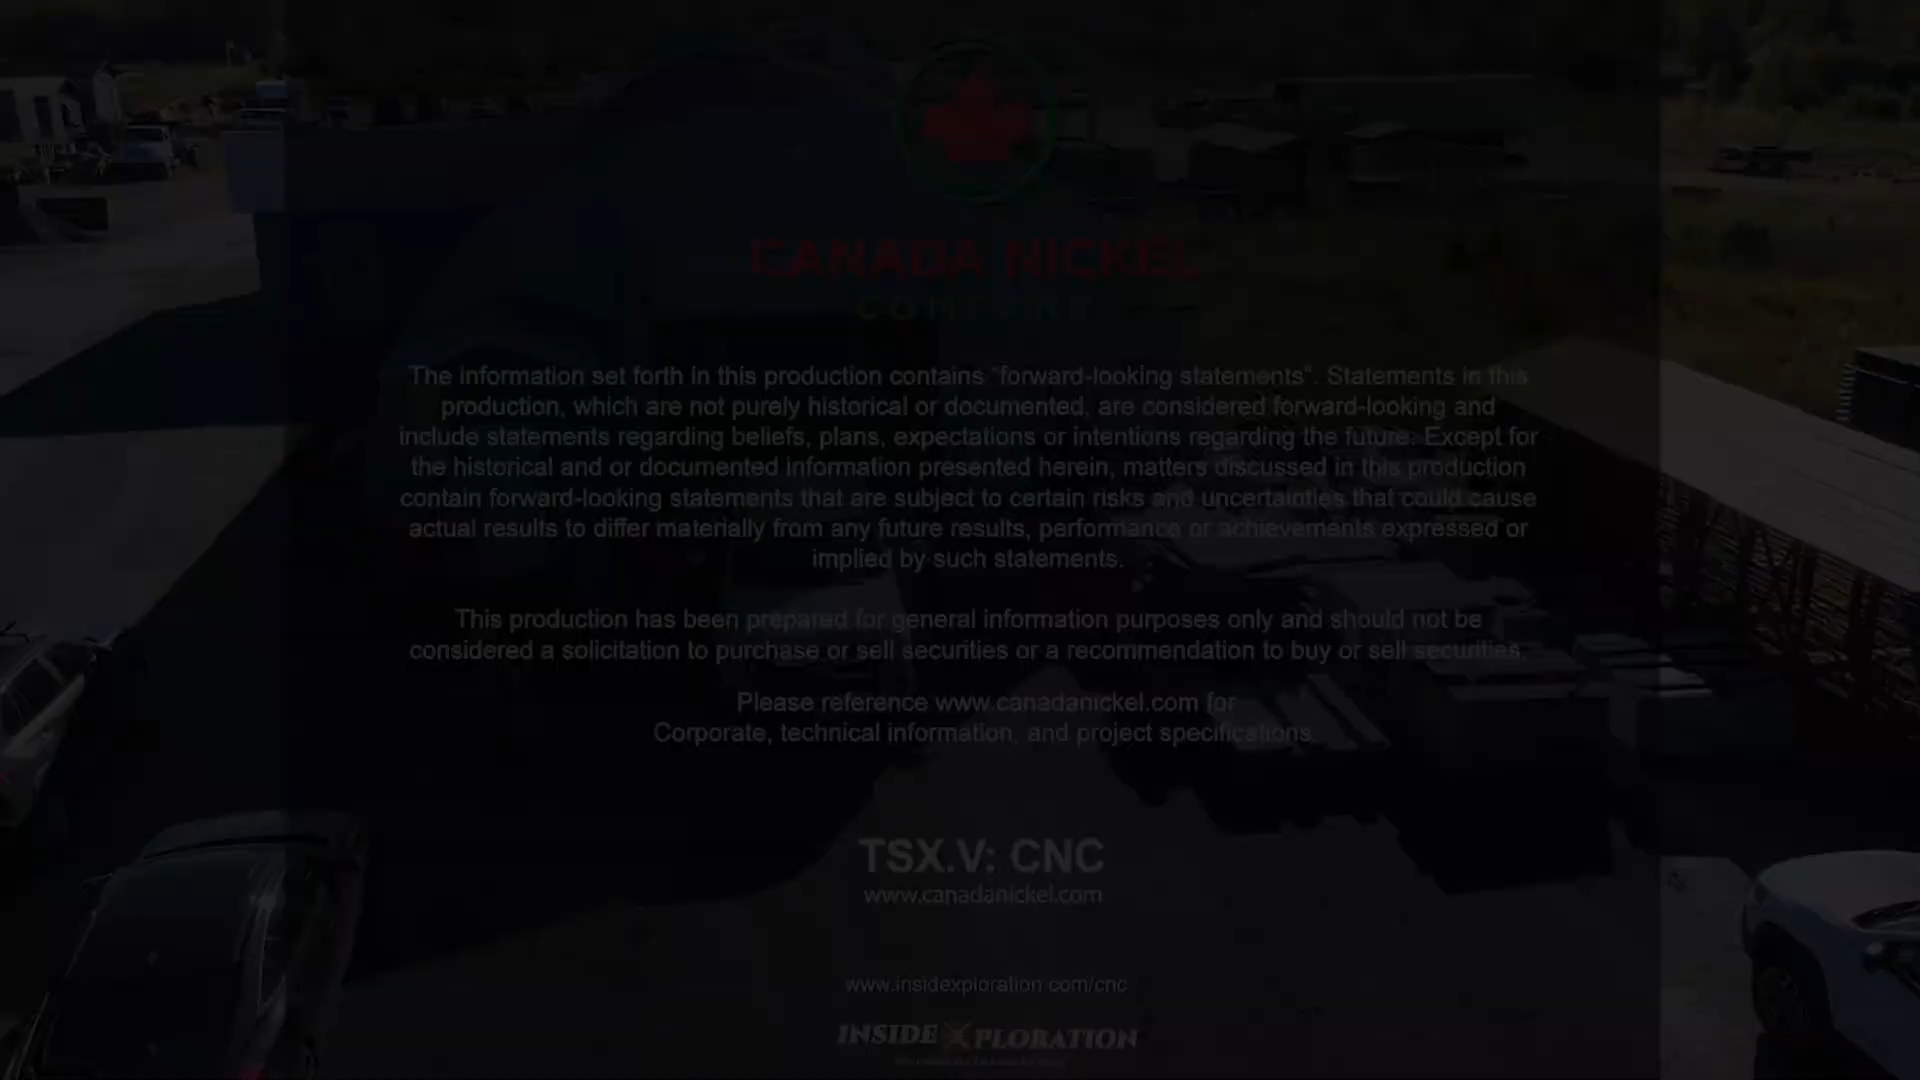 CANADA NICKEL
COMPANY
The information set forth in this production contains "forward-looking statements". Statements in this
production, which are not purely historical or documented, are considered forward-looking and
include statements regarding beliefs, plans, expectations or intentions regarding the future. Except for
the historical and or documented information presented herein, matters discussed in this production
contain forward-looking statements that are subject to certain risks and uncertainties that could cause
actual results to differ materially from any future results, performance or achievements expressed or
implied by such statements.
This production has been prepared for general information purposes only and should not be
considered a solicitation to purchase or sell securities or a recommendation to buy or sell securities.
Please reference www.canadanickel.com for
Corporate, technical information, and project specifications.
TSX.V: CNC
www.canadanickel.com
www.insidexploration.com/cnc
INSIDE XPLORATION